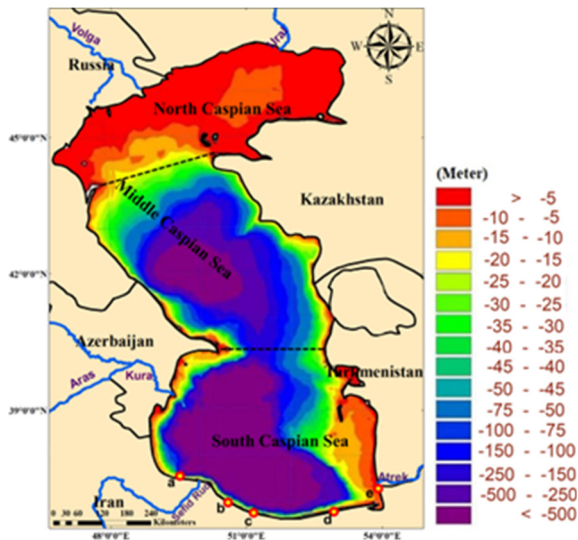 Volga
Ural
Russia
N
W
E
S
North Caspian Sea
45°0'0"N
Kazakhstan
Middle Caspian Sea
42°0'0"N
Azerbaijan
Turkmenistan
Aras
Kura
39°0'0"N
South Caspian Sea
a
Atrek
e
Iran
Sefid Rud
b
c
d
0 30 60 120 180 240
Kilometers
48°0'0"E
51°0'0"E
54°0'0"E
(Meter)
> -5
-10 - -5
-15 - -10
-20 - -15
-25 - -20
-30 - -25
-35 - -30
-40 - -35
-45 - -40
-50 - -45
-75 - -50
-100 - -75
-150 - -100
-250 - -150
-500 - -250
< -500